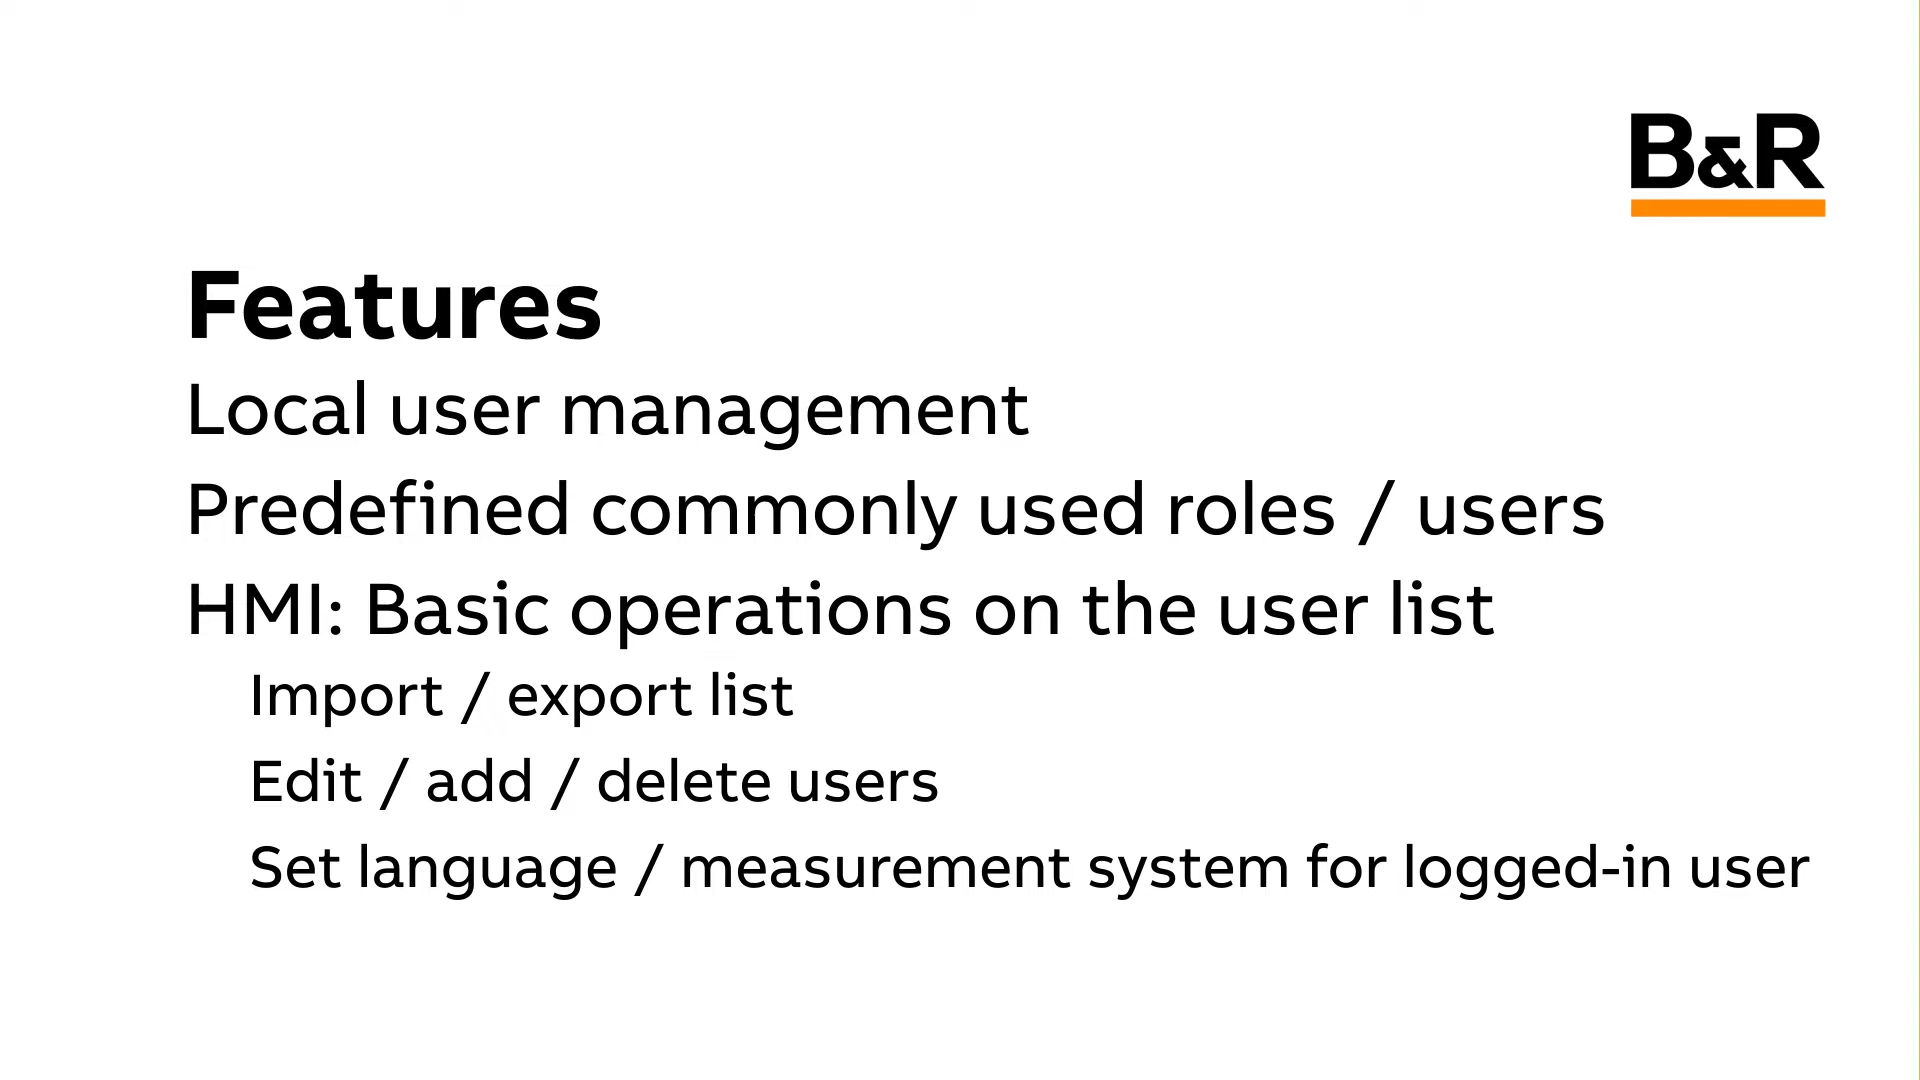 B&R
Features
Local user management
Predefined commonly used roles / users
HMI: Basic operations on the user list
Import / export list
Edit / add / delete users
Set language / measurement system for logged-in user